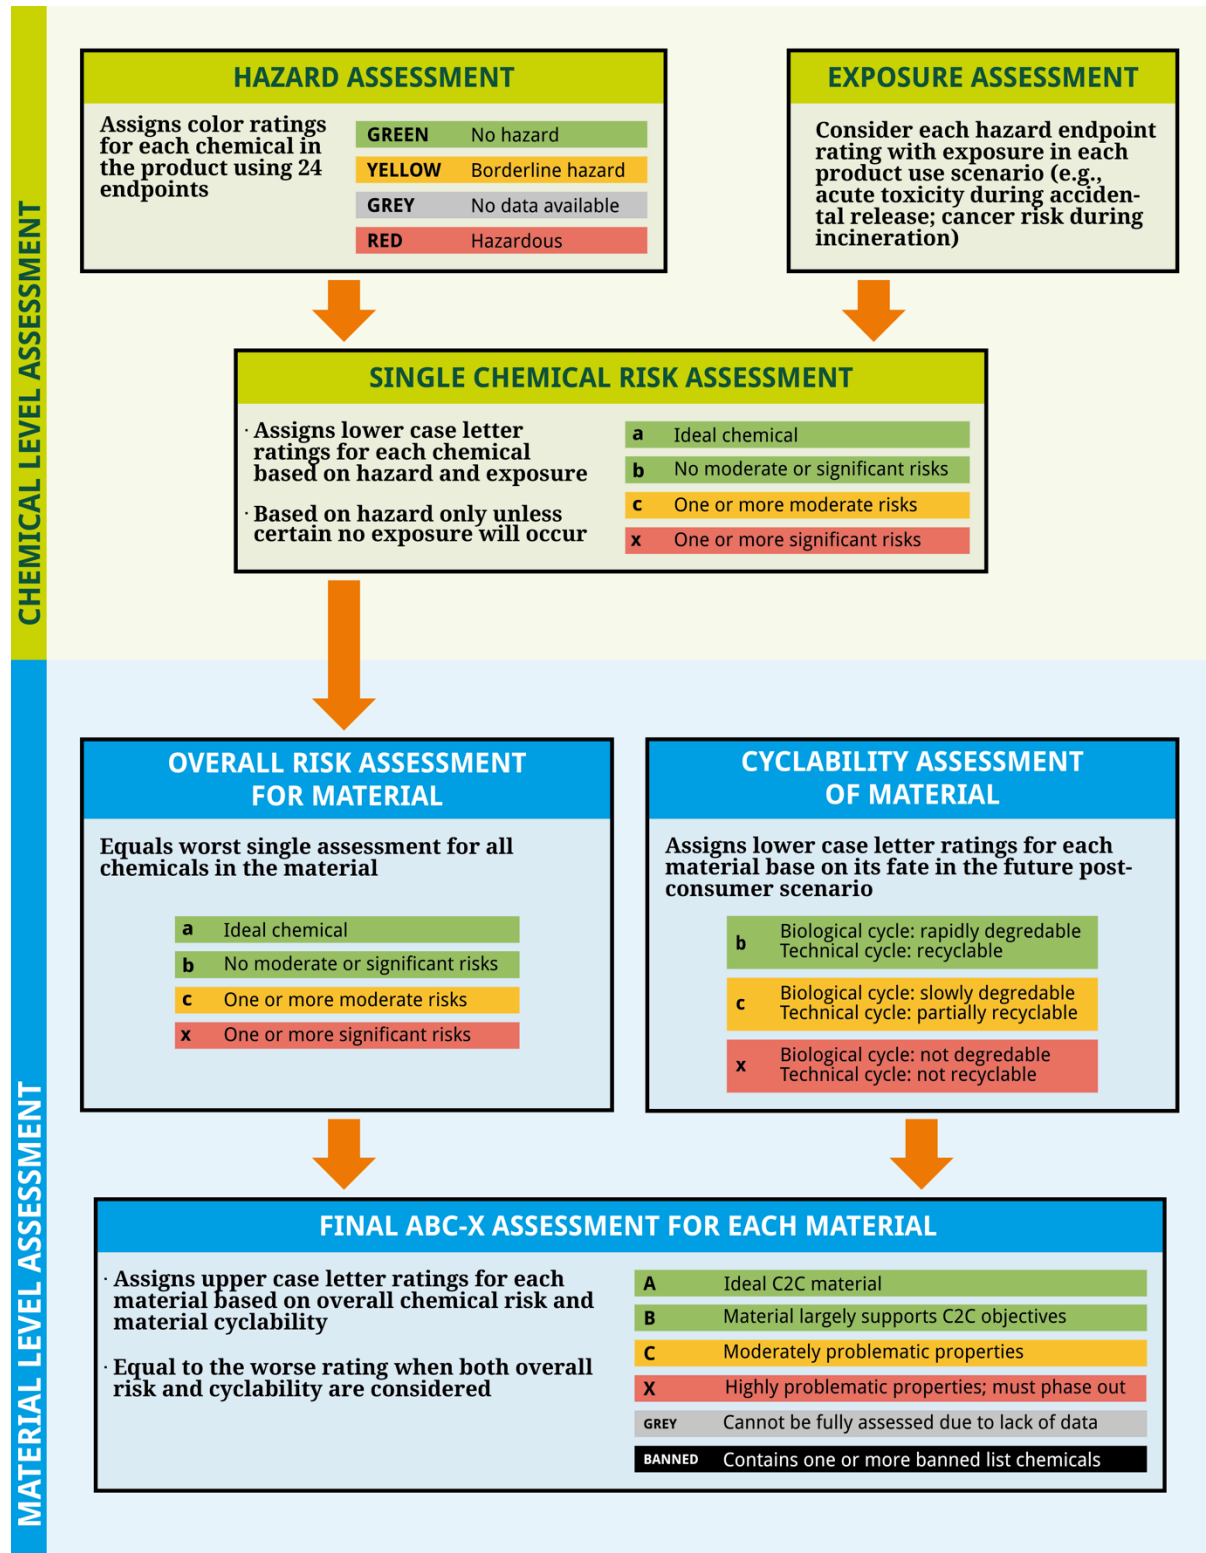 CHEMICAL LEVEL ASSESSMENT
HAZARD ASSESSMENT
Assigns color ratings
for each chemical in
the product using 24
endpoints
GREEN No hazard
YELLOW Borderline hazard
GREY No data available
RED Hazardous
EXPOSURE ASSESSMENT
Consider each hazard endpoint
rating with exposure in each
product use scenario (e.g.,
acute toxicity during acciden-
tal release; cancer risk during
incineration)
SINGLE CHEMICAL RISK ASSESSMENT
· Assigns lower case letter
ratings for each chemical
based on hazard and exposure
· Based on hazard only unless
certain no exposure will occur
a Ideal chemical
b No moderate or significant risks
c One or more moderate risks
x One or more significant risks
MATERIAL LEVEL ASSESSMENT
OVERALL RISK ASSESSMENT
FOR MATERIAL
Equals worst single assessment for all
chemicals in the material
a Ideal chemical
b No moderate or significant risks
c One or more moderate risks
x One or more significant risks
CYCLABILITY ASSESSMENT
OF MATERIAL
Assigns lower case letter ratings for each
material base on its fate in the future post-
consumer scenario
b Biological cycle: rapidly degredable
Technical cycle: recyclable
c Biological cycle: slowly degredable
Technical cycle: partially recyclable
x Biological cycle: not degredable
Technical cycle: not recyclable
FINAL ABC-X ASSESSMENT FOR EACH MATERIAL
· Assigns upper case letter ratings for each
material based on overall chemical risk and
material cyclability
· Equal to the worse rating when both overall
risk and cyclability are considered
A Ideal C2C material
B Material largely supports C2C objectives
C Moderately problematic properties
X Highly problematic properties; must phase out
GREY Cannot be fully assessed due to lack of data
BANNED Contains one or more banned list chemicals